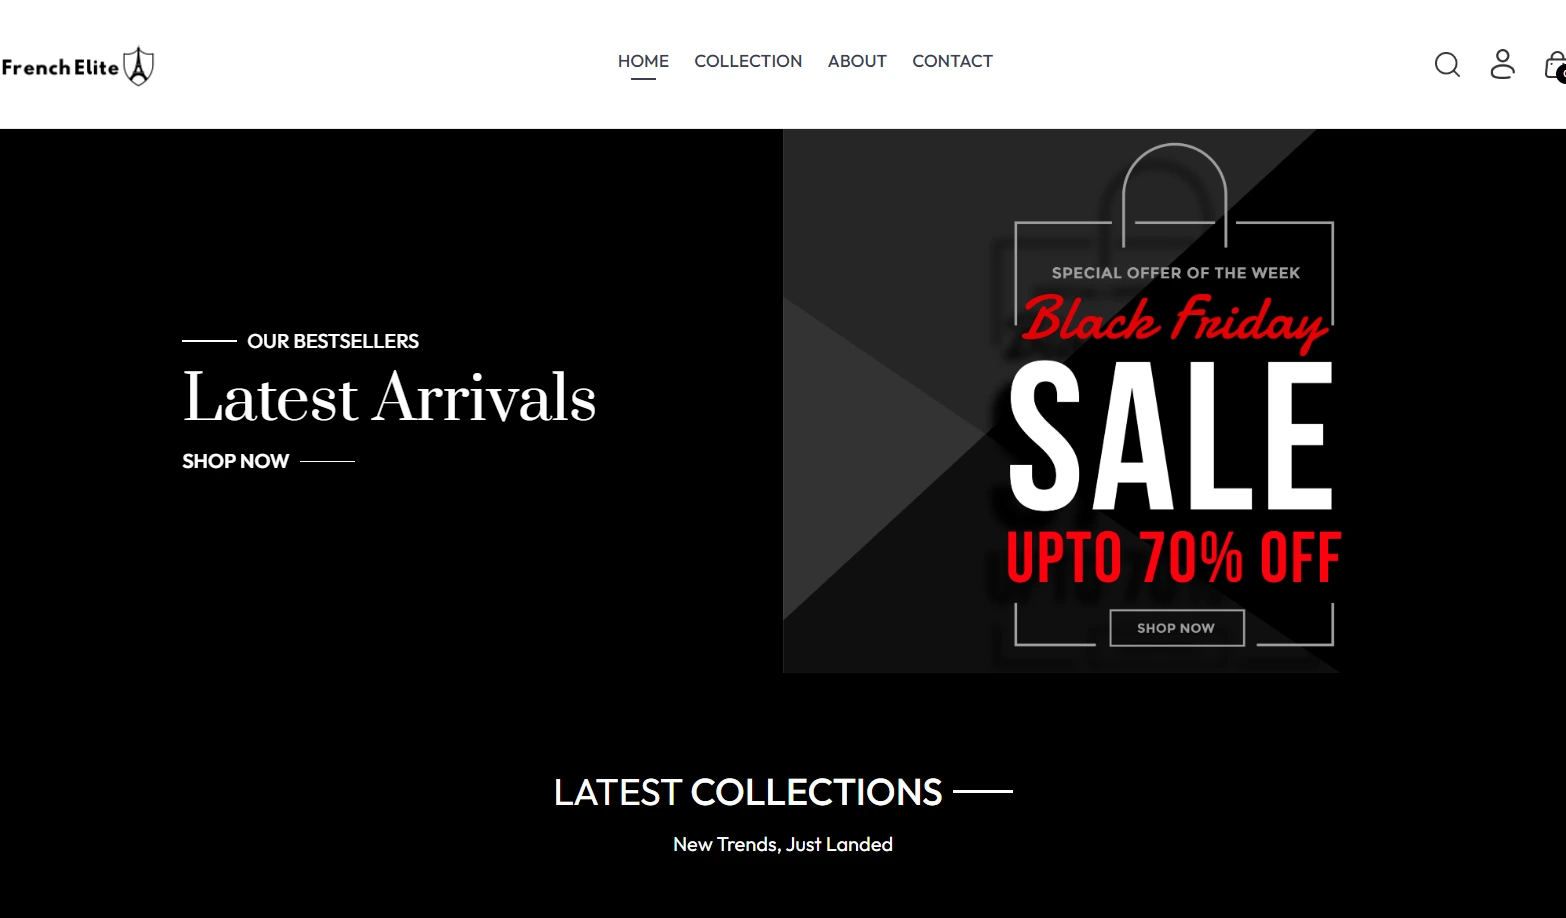 French Elite
HOME COLLECTION ABOUT CONTACT
OUR BESTSELLERS
Latest Arrivals
SHOP NOW
SPECIAL OFFER OF THE WEEK
Black Friday
SALE
UPTO 70% OFF
SHOP NOW
LATEST COLLECTIONS
New Trends, Just Landed